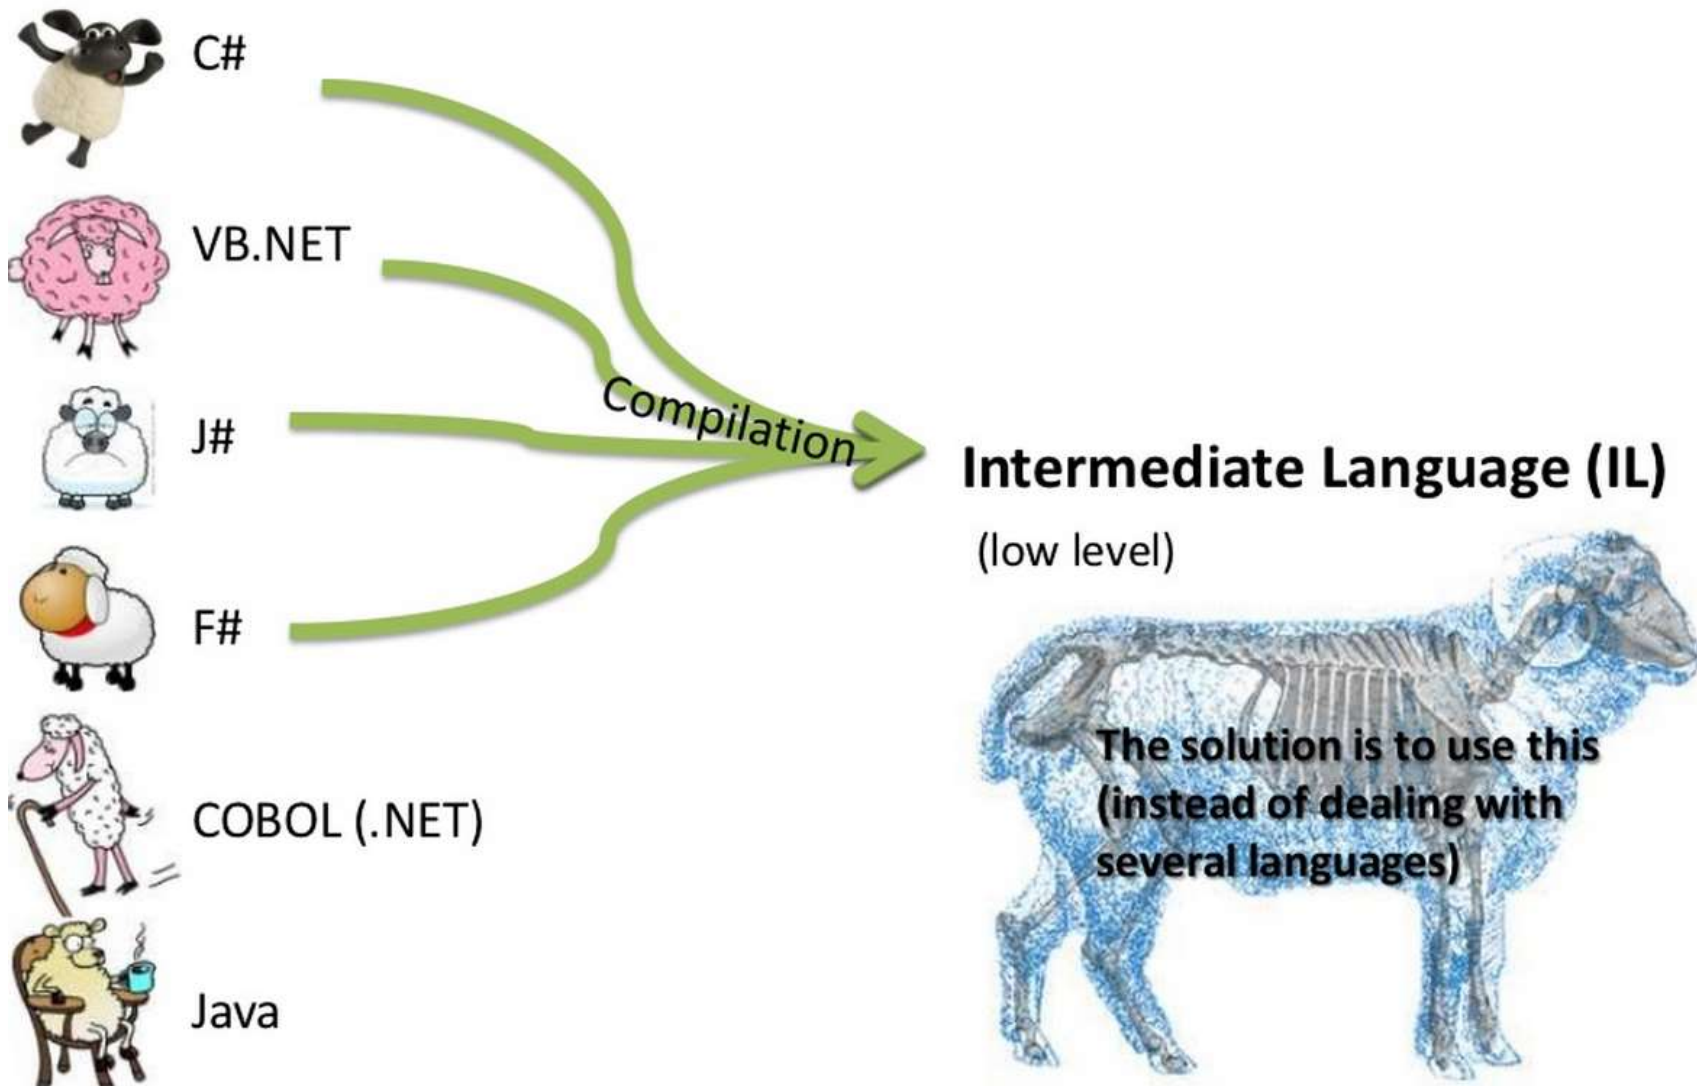 C#
VB.NET
J#
F#
COBOL (.NET)
Java
Compilation
Intermediate Language (IL)
(low level)
The solution is to use this
(instead of dealing with
several languages)